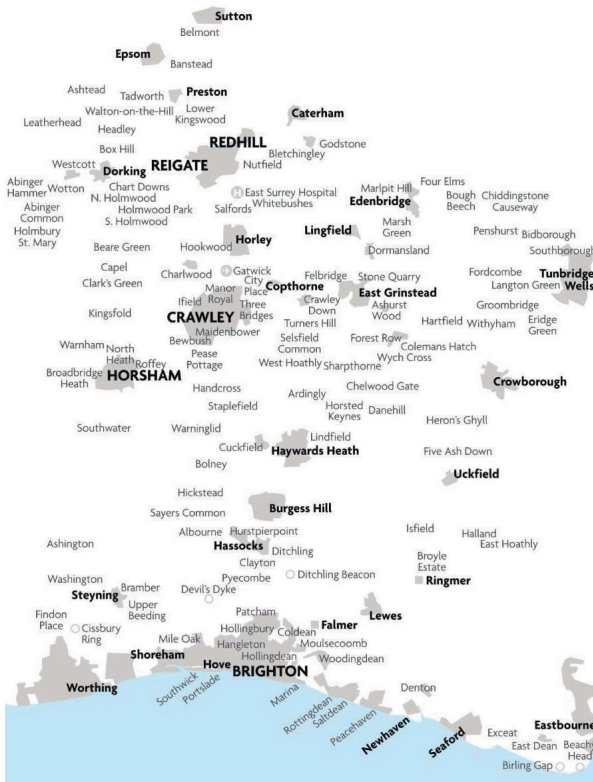 Sutton
Belmont
Epsom
Banstead
Ashtead
Tadworth
Preston
Walton-on-the-Hill
Lower
Kingswood
Leatherhead
Headley
Caterham
Box Hill
REDHILL
Godstone
Bletchingley
Westcott
REIGATE
Nutfield
Dorking
Abinger
Hammer
Wotton
Chart Downs
N. Holmwood
H East Surrey Hospital
Whitebushes
Marlpit Hill
Four Elms
Edenbridge
Bough
Beech
Chiddingstone
Causeway
Abinger
Common
Holmwood Park
Salfords
S. Holmwood
Holmbury
St. Mary
Beare Green
Hookwood
Horley
Lingfield
Marsh
Green
Dormansland
Penshurst
Bidborough
Southborough
Capel
Charlwood
Gatwick
Felbridge
Stone Quarry
Fordcombe
Tunbridge
Wells
Clark's Green
City
Place
Copthorne
Langton Green
Manor
Royal
East Grinstead
Ifield
Three
Bridges
Crawley
Down
Ashurst
Wood
Groombridge
Kingsfold
CRAWLEY
Turners Hill
Hartfield
Withyham
Eridge
Green
Maidenbower
Bewbush
Selsfield
Common
Forest Row
Colemans Hatch
Warnham
North
Heath
Roffey
Pease
Pottage
West Hoathly
Sharpthorne
Wych Cross
Broadbridge
Heath
HORSHAM
Handcross
Ardingly
Chelwood Gate
Crowborough
Staplefield
Horsted
Keynes
Danehill
Heron's Ghyll
Southwater
Warninglid
Lindfield
Cuckfield
Haywards Heath
Five Ash Down
Bolney
Uckfield
Hickstead
Sayers Common
Burgess Hill
Albourne
Hurstpierpoint
Isfield
Halland
East Hoathly
Ashington
Hassocks
Ditchling
Clayton
Broyle
Estate
Washington
Pyecombe
Ditchling Beacon
Ringmer
Steyning
Bramber
Devil's Dyke
Upper
Beeding
Findon
Place
Patcham
Lewes
Cissbury
Ring
Hollingbury
Coldean
Falmer
Mile Oak
Hangleton
Moulsecoomb
Shoreham
Hollingdean
Woodingdean
Hove
BRIGHTON
Worthing
Southwick
Portslade
Marina
Rottingdean
Saltdean
Peacehaven
Denton
Newhaven
Seaford
Exceat
Eastbourne
East Dean
Beachy
Head
Birling Gap